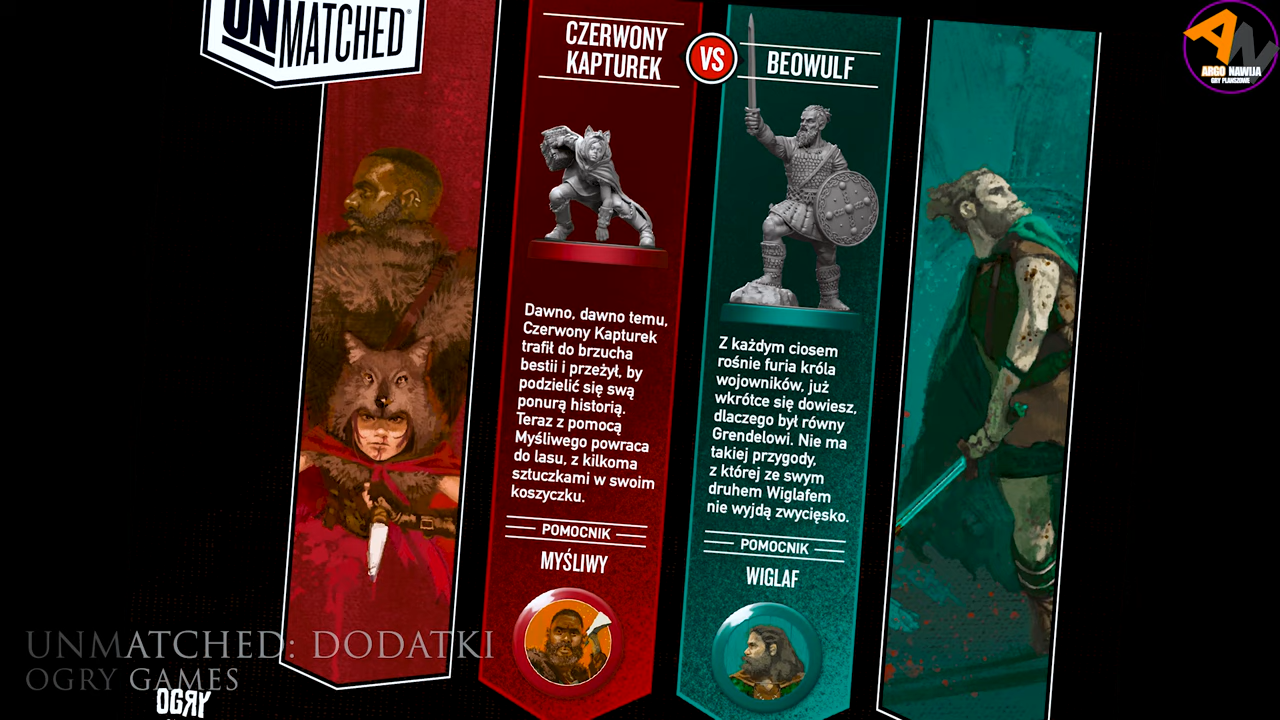 UNMATCHED®
CZERWONY
KAPTUREK
VS
BEOWULF
ARGO NAWIJA
GRY PLANSZOWE
Dawno, dawno temu,
Czerwony Kapturek
trafił do brzucha
bestii i przeżył, by
podzielić się swą
ponurą historią.
Teraz z pomocą
Myśliwego powraca
do lasu, z kilkoma
sztuczkami w swoim
koszyczku.
POMOCNIK
MYŚLIWY
Z każdym ciosem
rośnie furia króla
wojowników, już
wkrótce się dowiesz,
dlaczego był równy
Grendelowi. Nie ma
takiej przygody,
z której ze swym
druhem Wiglafem
nie wyjdą zwycięsko.
POMOCNIK
WIGLAF
UNMATCHED: DODATKI
OGRY GAMES
OGRY